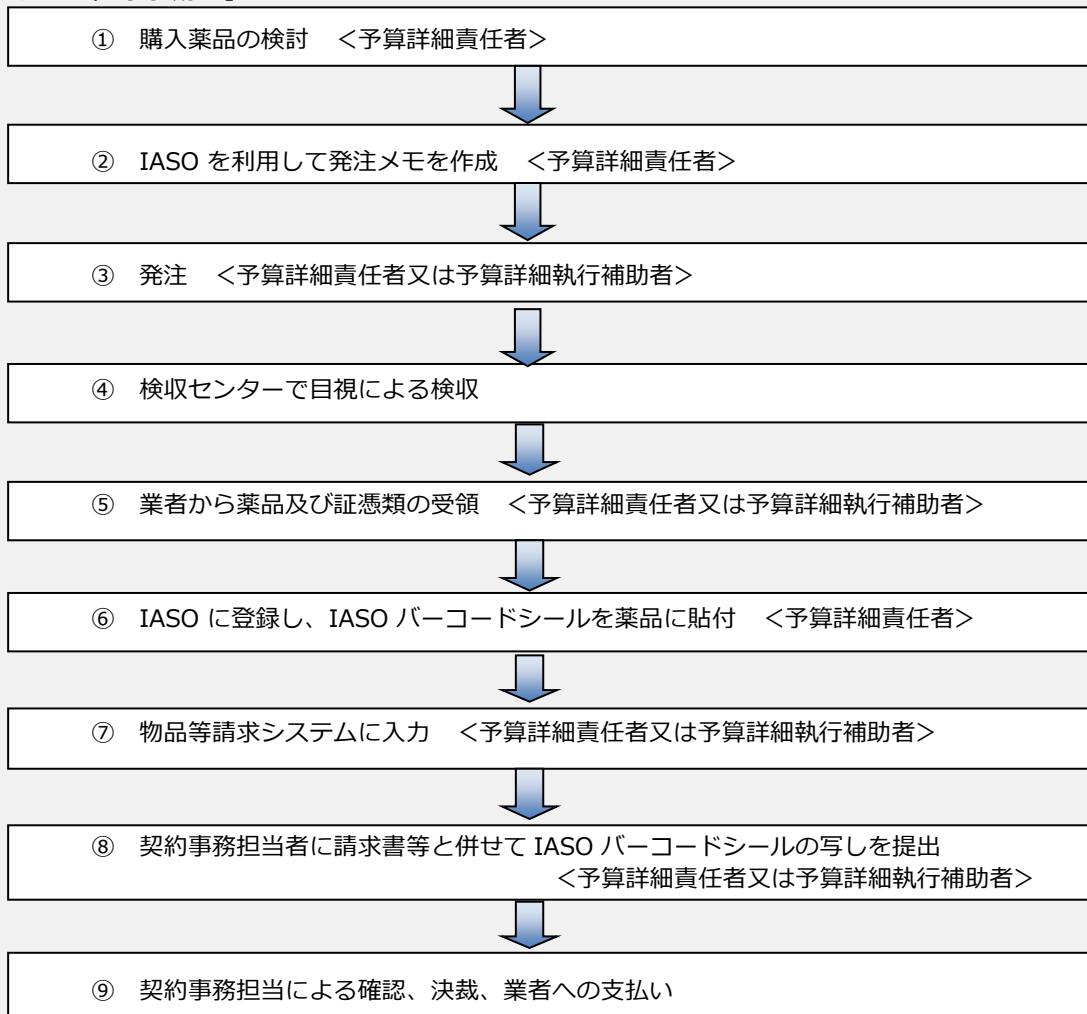 ① 購入薬品の検討 <予算詳細責任者>
② IASO を利用して発注メモを作成 <予算詳細責任者>
③ 発注 <予算詳細責任者又は予算詳細執行補助者>
④ 検収センターで目視による検収
⑤ 業者から薬品及び証憑類の受領 <予算詳細責任者又は予算詳細執行補助者>
⑥ IASO に登録し、IASO バーコードシールを薬品に貼付 <予算詳細責任者>
⑦ 物品等請求システムに入力 <予算詳細責任者又は予算詳細執行補助者>
⑧ 契約事務担当者に請求書等と併せて IASO バーコードシールの写しを提出
<予算詳細責任者又は予算詳細執行補助者>
⑨ 契約事務担当による確認、決裁、業者への支払い